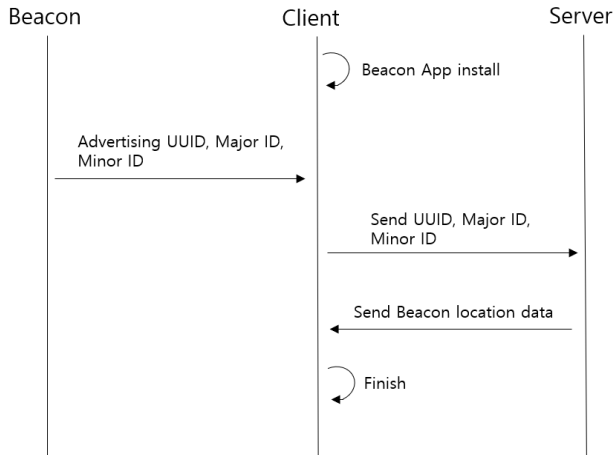 Beacon
Client
Server
Beacon App install
Advertising UUID, Major ID,
Minor ID
Send UUID, Major ID,
Minor ID
Send Beacon location data
Finish